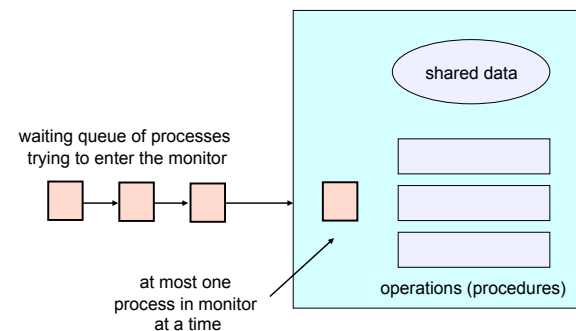 shared data
waiting queue of processes
trying to enter the monitor
at most one
process in monitor
at a time
operations (procedures)